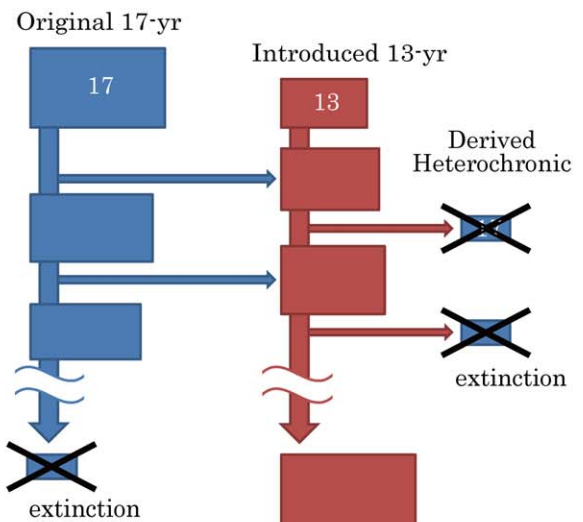 Original 17-yr
Introduced 13-yr
17
13
Derived
Heterochronic
extinction
extinction